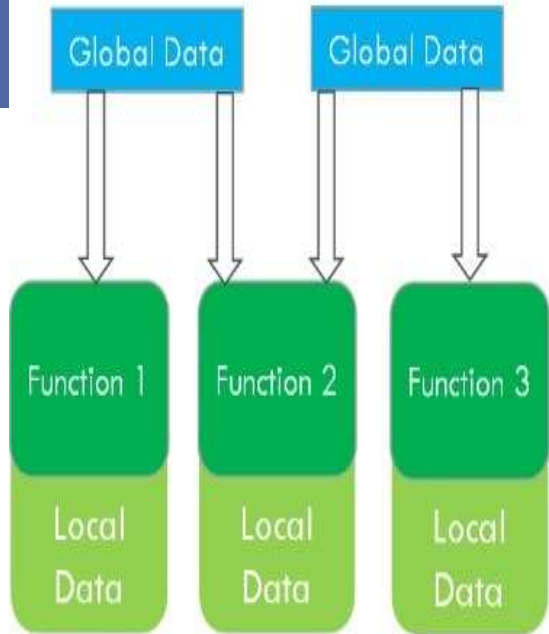 Global Data
Global Data
Function 1
Function 2
Function 3
Local
Data
Local
Data
Local
Data